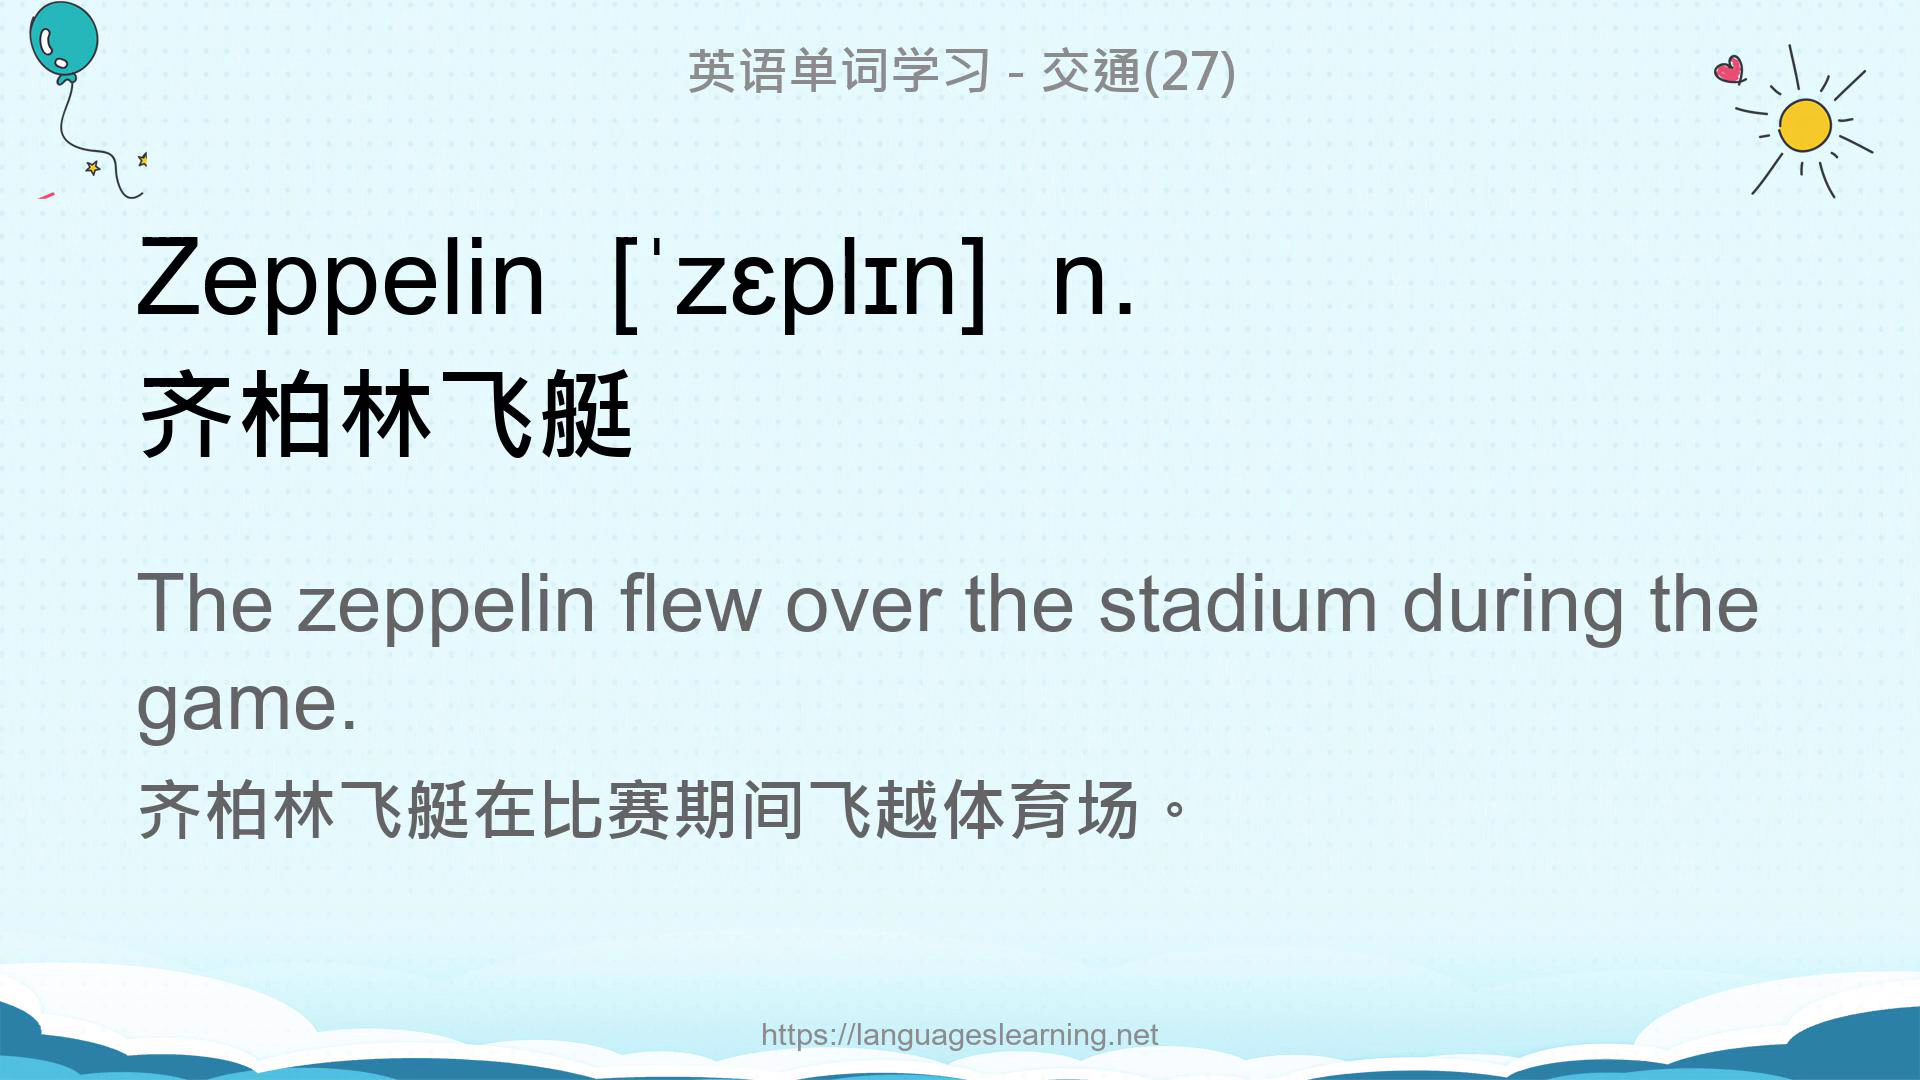 英语单词学习 - 交通(27)
Zeppelin [ˈzɛplɪn] n.
齐柏林飞艇
The zeppelin flew over the stadium during the
game.
齐柏林飞艇在比赛期间飞越体育场。
https://languageslearning.net